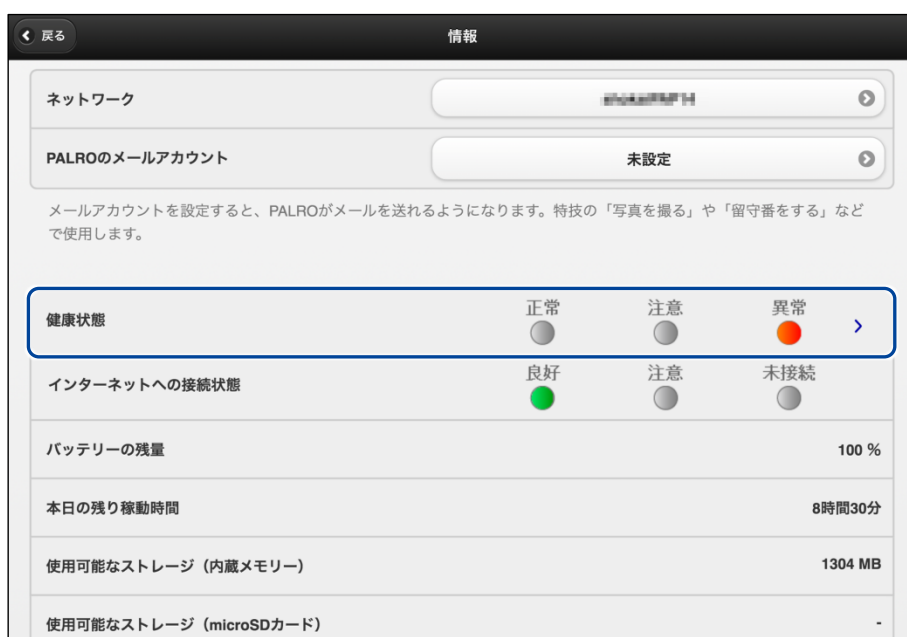 戻る
情報
ネットワーク
PALROのメールアカウント
未設定
メールアカウントを設定すると、PALROがメールを送れるようになります。特技の「写真を撮る」や「留守番をする」など
で使用します。
健康状態
正常
注意
異常
インターネットへの接続状態
良好
注意
未接続
バッテリーの残量
100 %
本日の残り稼動時間
8時間30分
使用可能なストレージ（内蔵メモリー）
1304 MB
使用可能なストレージ（microSDカード）
-